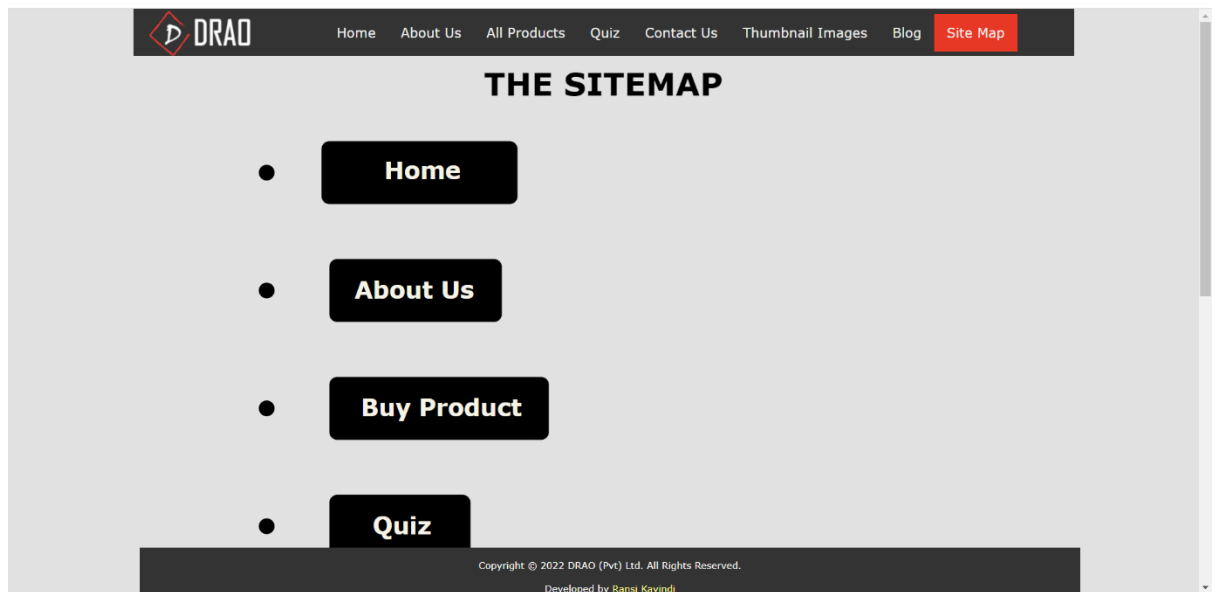 D DRAO Home About Us All Products Quiz Contact Us Thumbnail Images Blog Site Map
THE SITEMAP
Home
About Us
Buy Product
Quiz
Copyright © 2022 DRAO (Pvt) Ltd. All Rights Reserved.
Developed by Ransi Kavindi